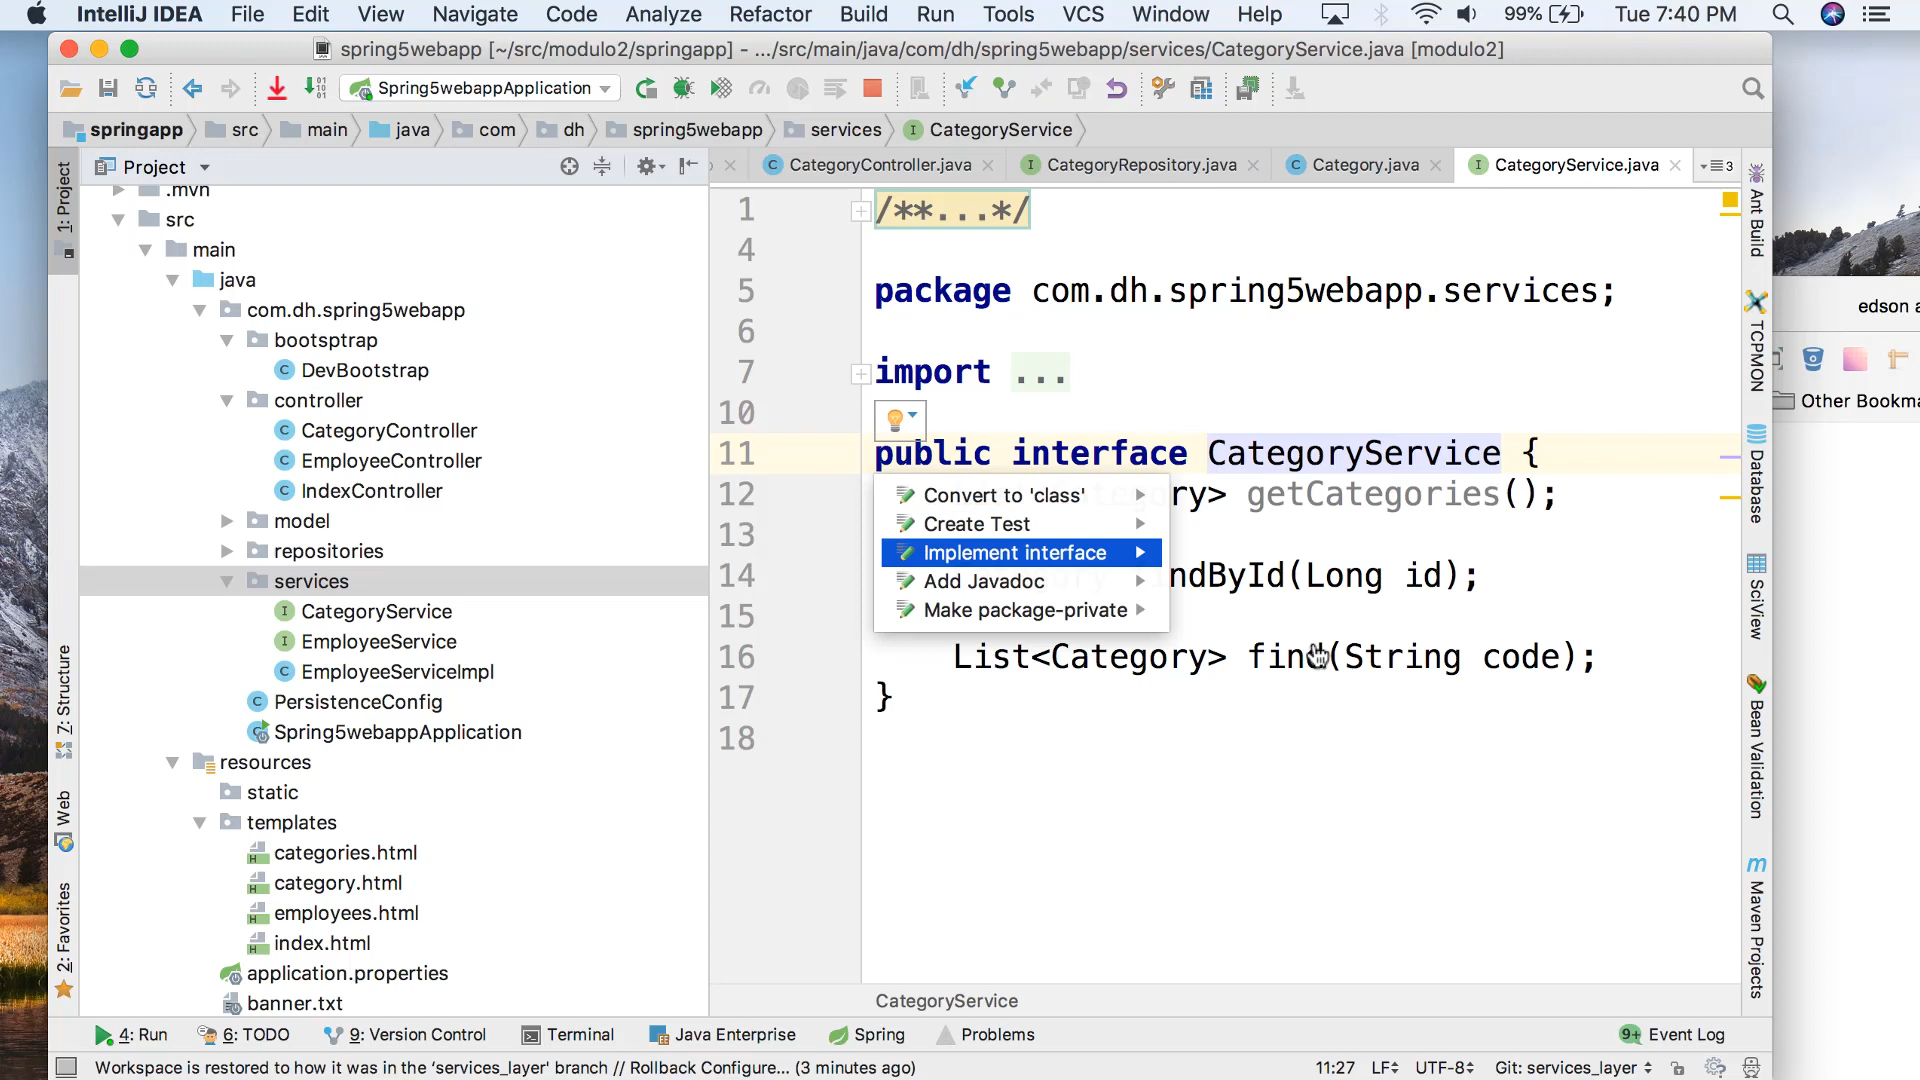 IntelliJ IDEA File Edit View Navigate Code Analyze Refactor Build Run Tools VCS Window Help 99% Tue 7:40 PM
spring5webapp [~/src/modulo2/springapp] - .../src/main/java/com/dh/spring5webapp/services/CategoryService.java [modulo2]
Spring5webappApplication
springapp src main java com dh spring5webapp services CategoryService
Project
CategoryController.java CategoryRepository.java Category.java CategoryService.java 3
1: Project
7: Structure
Web
2: Favorites
.mvn
src
main
java
com.dh.spring5webapp
bootsptrap
DevBootstrap
controller
CategoryController
EmployeeController
IndexController
model
repositories
services
CategoryService
EmployeeService
EmployeeServiceImpl
PersistenceConfig
Spring5webappApplication
resources
static
templates
categories.html
category.html
employees.html
index.html
application.properties
banner.txt
1 /**...*/
4
5 package com.dh.spring5webapp.services;
6
7 import ...
10
11 public interface CategoryService {
12 ry> getCategories();
13
14 ndById(Long id);
15
16 List<Category> find(String code);
17 }
18
Convert to 'class'
Create Test
Implement interface
Add Javadoc
Make package-private
CategoryService
Ant Build
TCPMON
Database
SciView
Bean Validation
Maven Projects
edson a
Other Bookma
4: Run 6: TODO 9: Version Control Terminal Java Enterprise Spring Problems 9+ Event Log
Workspace is restored to how it was in the 'services_layer' branch // Rollback Configure... (3 minutes ago) 11:27 LF UTF-8 Git: services_layer